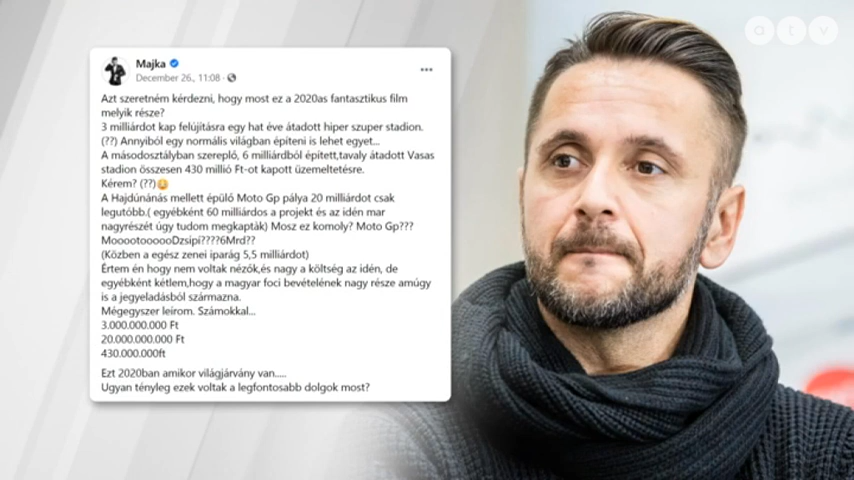 atv
Majka
December 26., 11:08
Azt szeretném kérdezni, hogy most ez a 2020as fantasztikus film
melyik része?
3 milliárdot kap felújításra egy hat éve átadott hiper szuper stadion.
(??) Annyiból egy normális világban építeni is lehet egyet...
A másodosztályban szereplő, 6 milliárdból épített,tavaly átadott Vasas
stadion összesen 430 millió Ft-ot kapott üzemeltetésre.
Kérem? (??)
A Hajdúnánás mellett épülő Moto Gp pálya 20 milliárdot csak
legutóbb.( egyébként 60 milliárdos a projekt és az idén mar
nagyrészét úgy tudom megkapták) Mosz ez komoly? Moto Gp???
MooootoooooDzsipí????6Mrd??
(Közben a egész zenei iparág 5,5 milliárdot)
Értem én hogy nem voltak nézők,és nagy a költség az idén, de
egyébként kétlem,hogy a magyar foci bevételének nagy része amúgy
is a jegyeladásból származna.
Mégegyszer leírom. Számokkal...
3.000.000.000 Ft
20.000.000.000 Ft
430.000.000ft
Ezt 2020ban amikor világjárvány van.....
Ugyan tényleg ezek voltak a legfontosabb dolgok most?